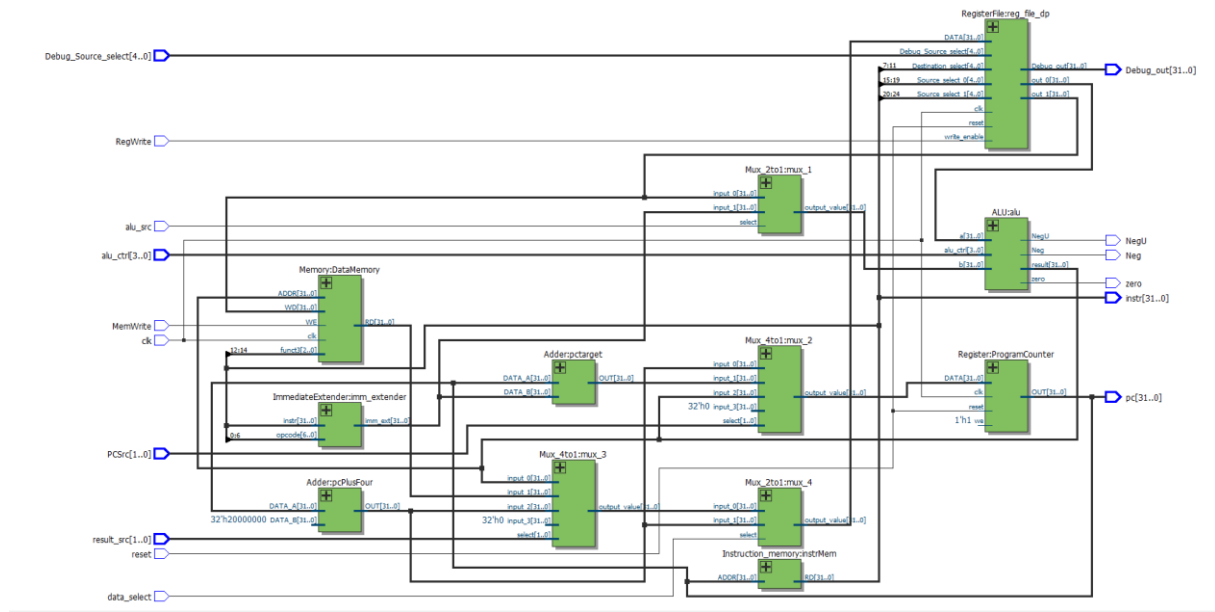 RegisterFile:reg_file_dp
DATA[31..0]
Debug_Source_select[4..0]
Debug_Source_select[4..0]
7:11 Destination_select[4..0] Debug_out[31..0]
Debug_out[31..0]
15:19 Source_select_0[4..0] out_0[31..0]
20:24 Source_select_1[4..0] out_1[31..0]
clk
reset
write_enable
RegWrite
Mux_2to1:mux_1
input_0[31..0]
input_1[31..0] output_value[31..0]
select
alu_src
ALU:alu
a[31..0] NegU
NegU
alu_ctrl[3..0]
alu_ctrl[3..0] Neg
Neg
b[31..0] result[31..0]
zero
zero
instr[31..0]
Memory:DataMemory
ADDR[31..0]
WD[31..0]
WE RD[31..0]
clk
12:14 funct3[2..0]
MemWrite
clk
Mux_4to1:mux_2
input_0[31..0]
input_1[31..0]
input_2[31..0] output_value[31..0]
32'h0 input_3[31..0]
select[1..0]
Adder:pctarget
DATA_A[31..0] OUT[31..0]
DATA_B[31..0]
Register:ProgramCounter
DATA[31..0]
clk OUT[31..0]
reset
1'h1 we
pc[31..0]
ImmediateExtender:imm_extender
instr[31..0] imm_ext[31..0]
0:6 opcode[6..0]
PCSrc[1..0]
Mux_4to1:mux_3
input_0[31..0]
input_1[31..0]
input_2[31..0] output_value[31..0]
32'h0 input_3[31..0]
select[1..0]
Adder:pcPlusFour
DATA_A[31..0] OUT[31..0]
32'h20000000 DATA_B[31..0]
Mux_2to1:mux_4
input_0[31..0]
input_1[31..0] output_value[31..0]
select
result_src[1..0]
reset
Instruction_memory:instrMem
ADDR[31..0] RD[31..0]
data_select